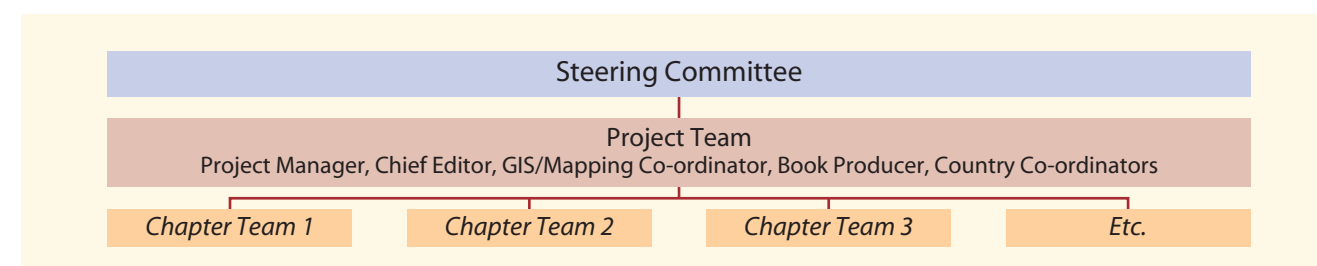 Steering Committee
Project Team
Project Manager, Chief Editor, GIS/Mapping Co-ordinator, Book Producer, Country Co-ordinators
Chapter Team 1
Chapter Team 2
Chapter Team 3
Etc.